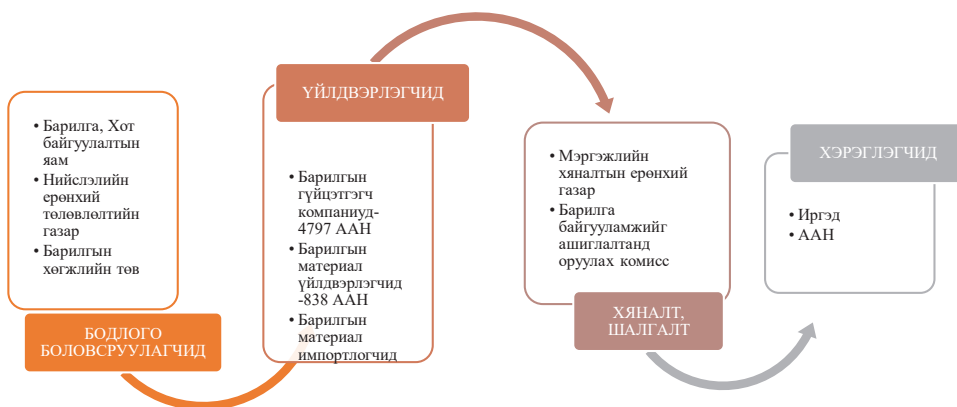 • Барилга, Хот
байгуулалтын
яам
• Нийслэлийн
ерөнхий
төлөвлөлтийн
газар
• Барилгын
хөгжлийн төв
БОДЛОГО
БОЛОВСРУУЛАГЧИД
ҮЙЛДВЭРЛЭГЧИД
• Барилгын
гүйцэтгэгч
компаниуд-
4797 ААН
• Барилгын
материал
үйлдвэрлэгчид
-838 ААН
• Барилгын
материал
импортлогчид
• Мэргэжлийн
хяналтын ерөнхий
газар
• Барилга
байгууламжийг
ашиглалтанд
оруулах комисс
ХЯНАЛТ,
ШАЛГАЛТ
ХЭРЭГЛЭГЧИД
• Иргэд
• ААН